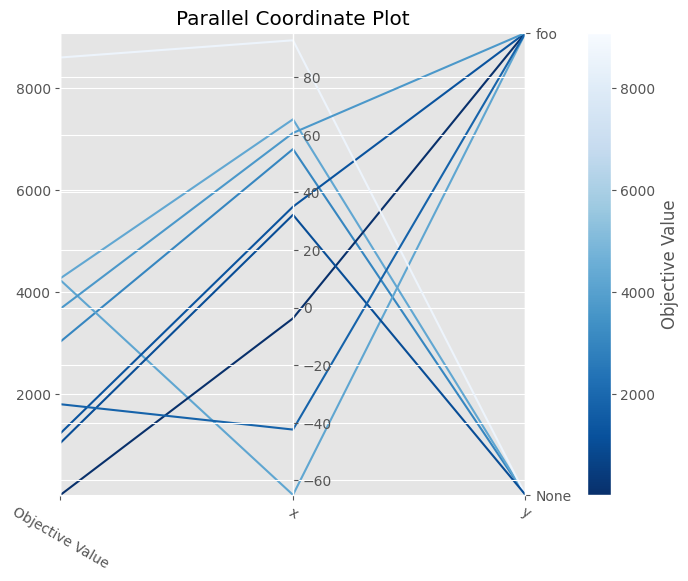 Parallel Coordinate Plot
8000
6000
4000
2000
80
60
40
20
0
−20
−40
−60
foo
None
8000
6000
4000
2000
Objective Value
Objective Value
x
y